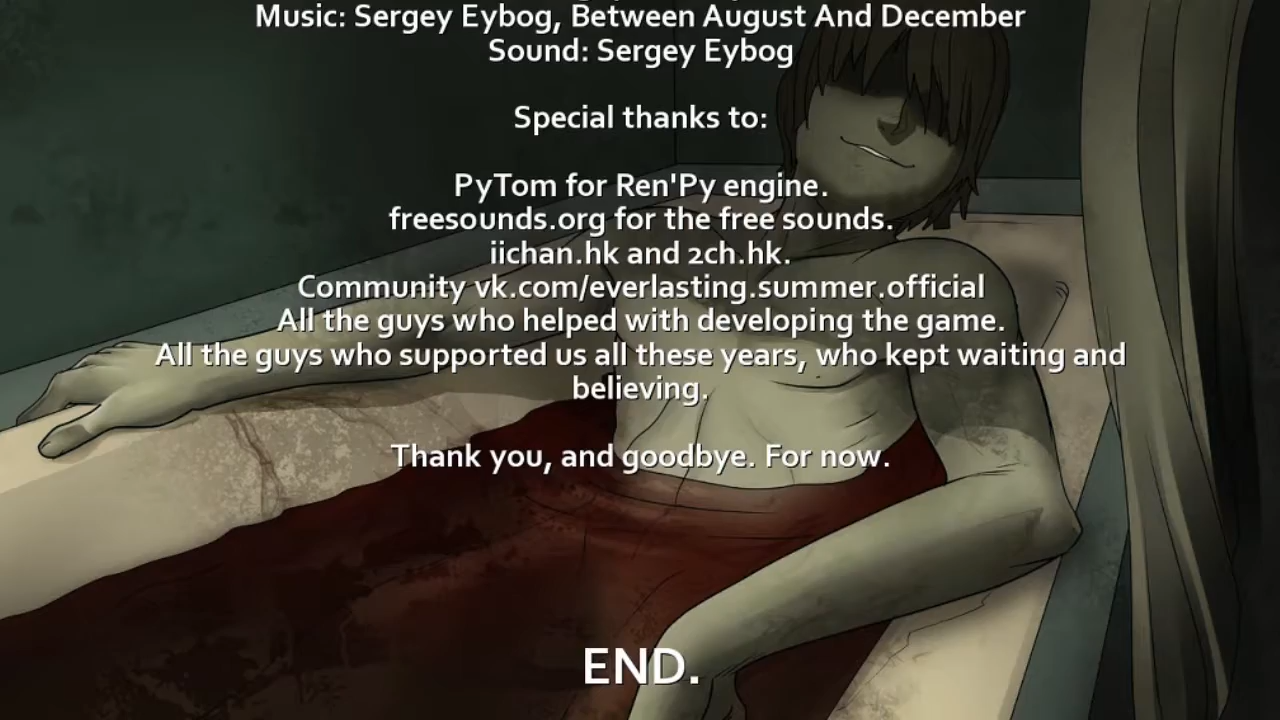 Music: Sergey Eybog, Between August And December
Sound: Sergey Eybog
Special thanks to:
PyTom for Ren'Py engine.
freesounds.org for the free sounds.
iichan.hk and 2ch.hk.
Community vk.com/everlasting.summer.official
All the guys who helped with developing the game.
All the guys who supported us all these years, who kept waiting and
believing.
Thank you, and goodbye. For now.
END.